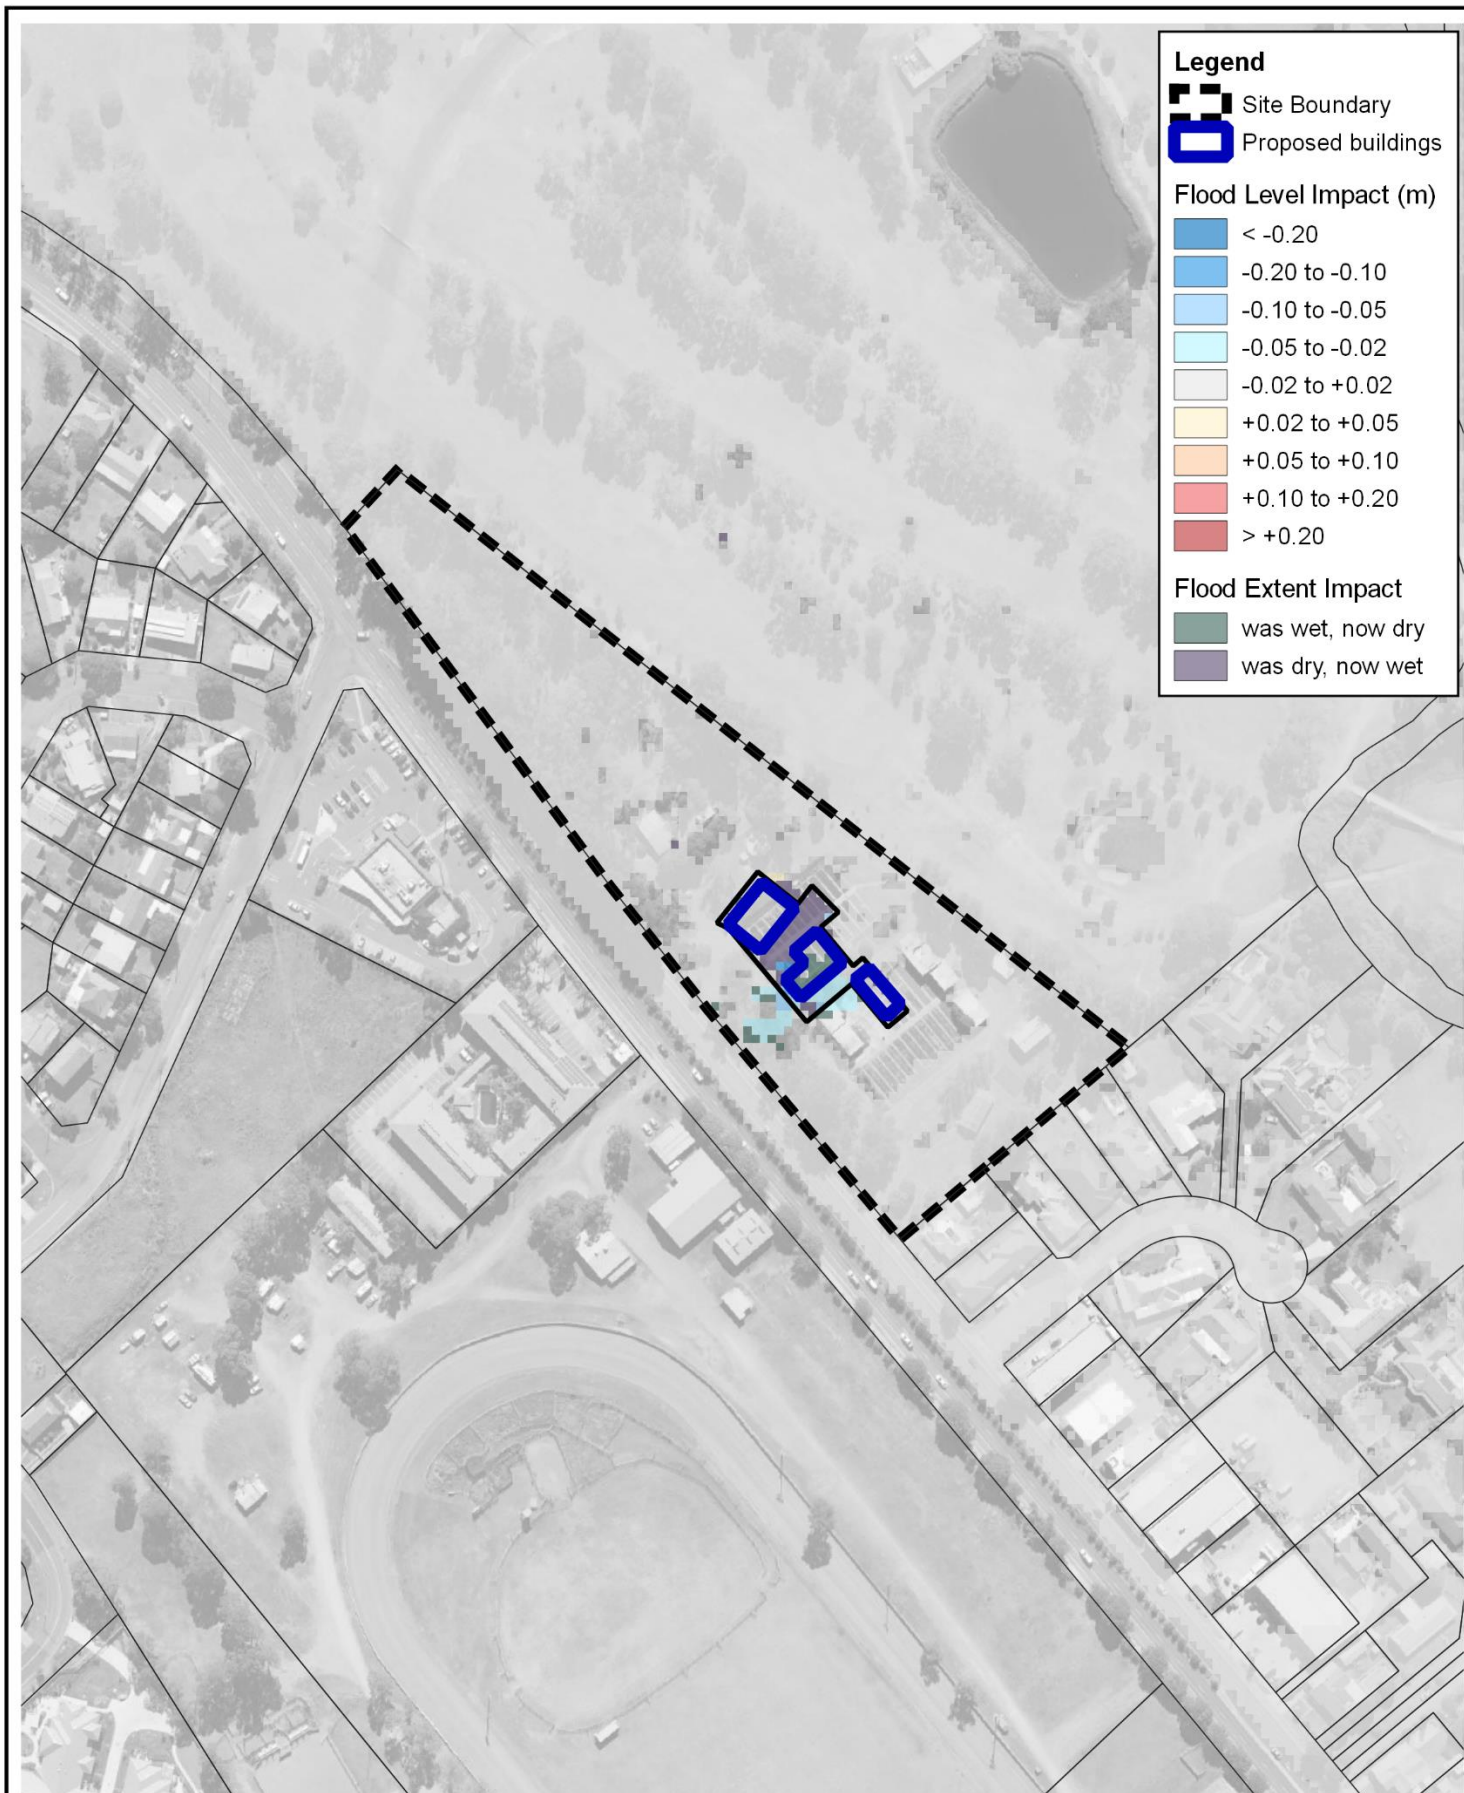 Legend
Site Boundary
Proposed buildings
Flood Level Impact (m)
< -0.20
-0.20 to -0.10
-0.10 to -0.05
-0.05 to -0.02
-0.02 to +0.02
+0.02 to +0.05
+0.05 to +0.10
+0.10 to +0.20
> +0.20
Flood Extent Impact
was wet, now dry
was dry, now wet